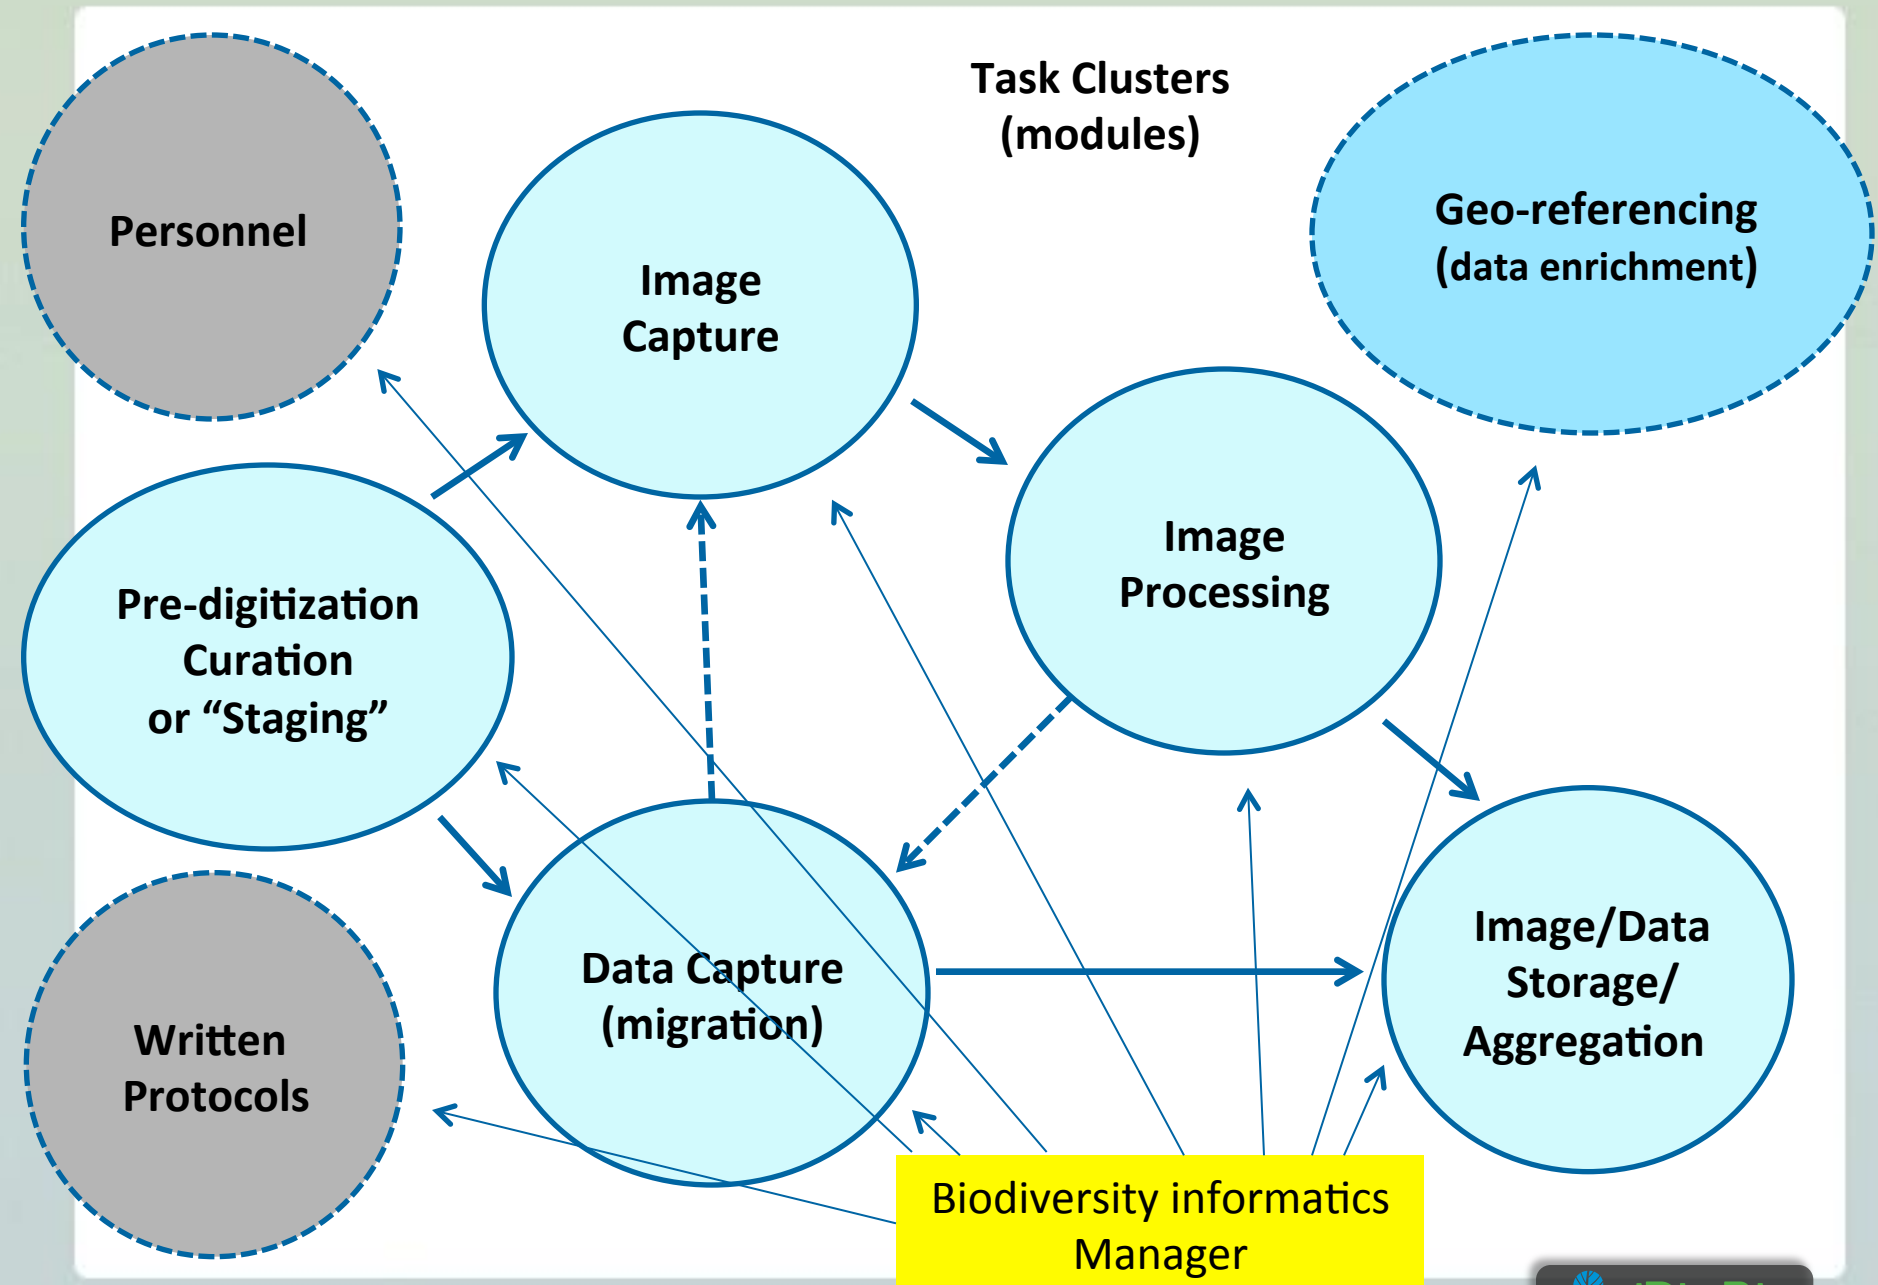 Task Clusters
(modules)
Personnel
Image
Capture
Geo-referencing
(data enrichment)
Image
Processing
Pre-digitization
Curation
or “Staging”
Data Capture
(migration)
Image/Data
Storage/
Aggregation
Written
Protocols
Biodiversity informatics
Manager